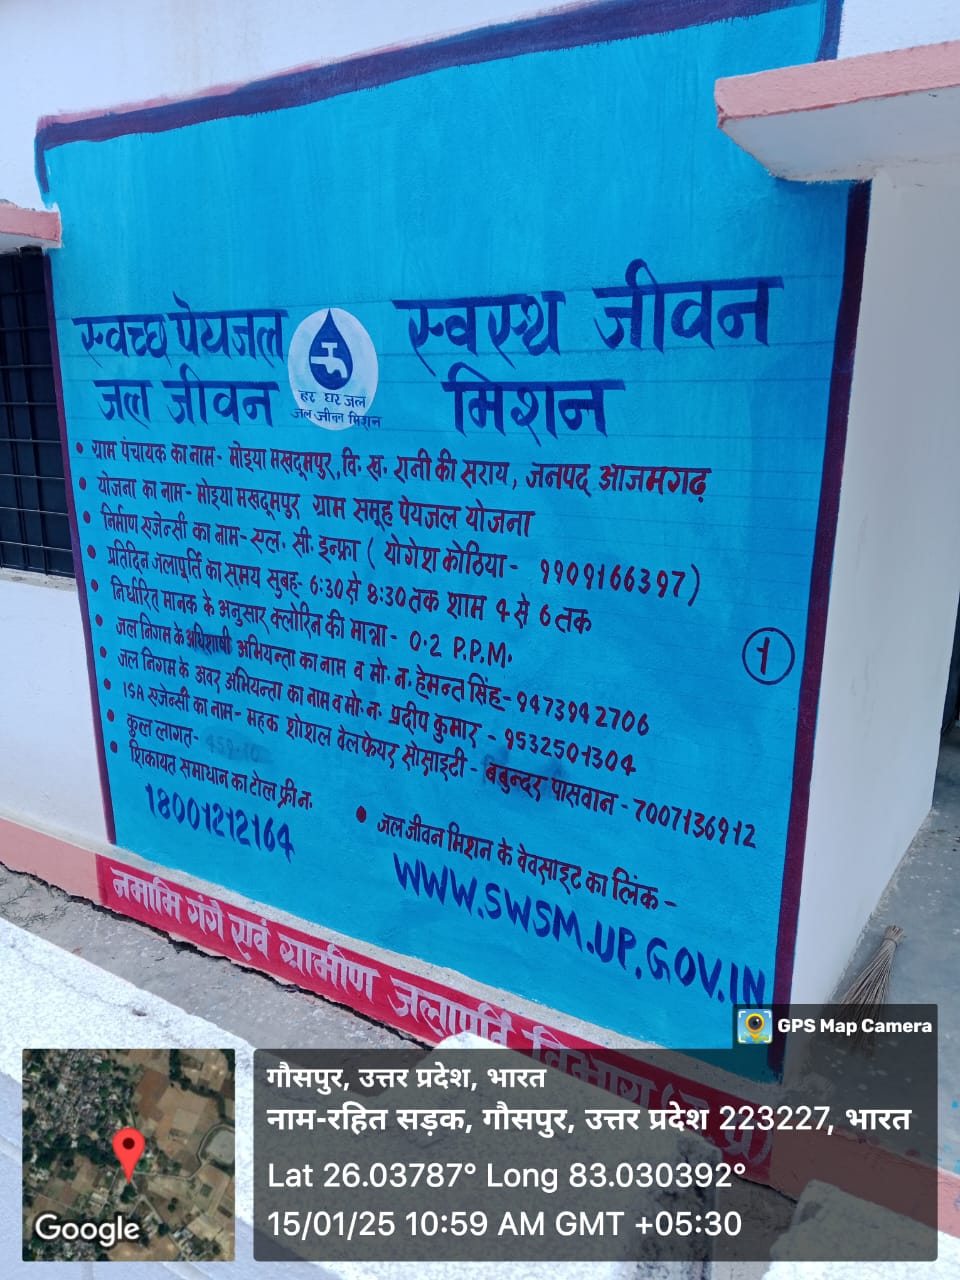 स्वच्छ पेयजल स्वस्थ जीवन
जल जीवन मिशन
हर घर जल
जल जीवन मिशन
• ग्राम पंचायक का नाम- मोइया मखदूमपुर, वि. ख. रानी की सराय, जनपद आजमगढ़
• योजना का नाम- मोइया मखदूमपुर ग्राम समूह पेयजल योजना
• निर्माण एजेन्सी का नाम- एल. सी. इन्फ्रा ( योगेश कोठिया- 9909166397)
• प्रतिदिन जलापूर्ति का समय सुबह- 6:30 से 8:30 तक शाम 4 से 6 तक
• निर्धारित मानक के अनुसार क्लोरिन की मात्रा- 0.2 P.P.M.
• जल निगम के अधिशाषी अभियन्ता का नाम व मो. न. हेमन्त सिंह- 9473942706
• जल निगम के अवर अभियन्ता का नाम व मो. न. प्रदीप कुमार - 9532501304
• ISA एजेन्सी का नाम- महक शोशल वेलफेयर सोसाइटी- बबुन्दर पासवान - 7007136912
• कुल लागत-
• शिकायत समाधान का टोल फ्री न.
18001212164
• जल जीवन मिशन के वेवसाइट का लिंक-
WWW.SWSM.UP.GOV.IN
1
नमामि गंगे एवं ग्रामीण जलापूर्ति विभाग
GPS Map Camera
गौसपुर, उत्तर प्रदेश, भारत
नाम-रहित सड़क, गौसपुर, उत्तर प्रदेश 223227, भारत
Lat 26.03787° Long 83.030392°
15/01/25 10:59 AM GMT +05:30
Google